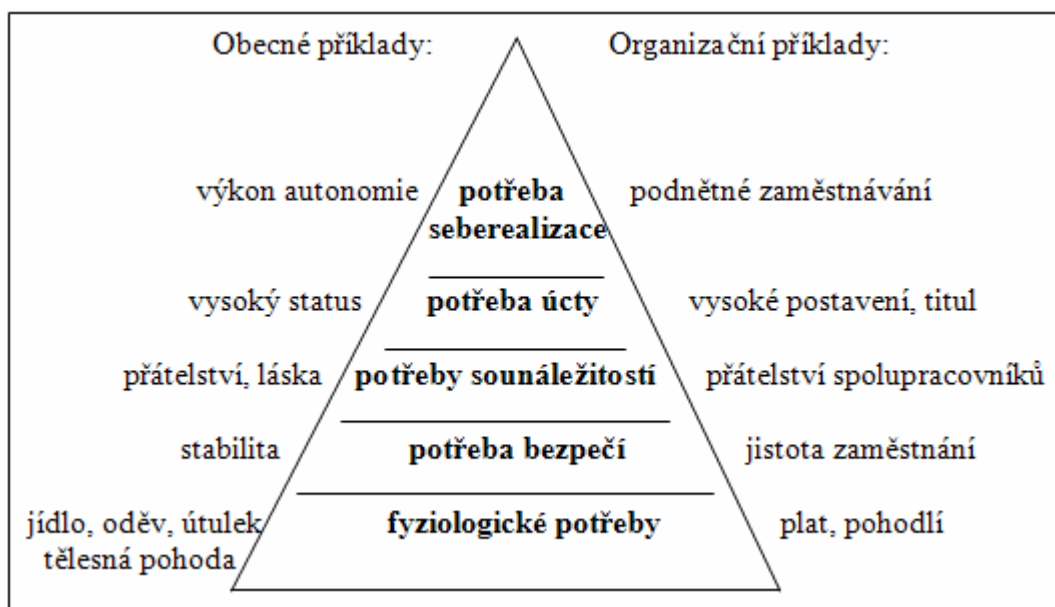 Obecné příklady: Organizační příklady:
výkon autonomie potřeba podnětné zaměstnávání
seberealizace
vysoký status potřeba úcty vysoké postavení, titul
přátelství, láska potřeby sounáležitostí přátelství spolupracovníků
stabilita potřeba bezpečí jistota zaměstnání
jídlo, oděv, útulek fyziologické potřeby plat, pohodlí
tělesná pohoda